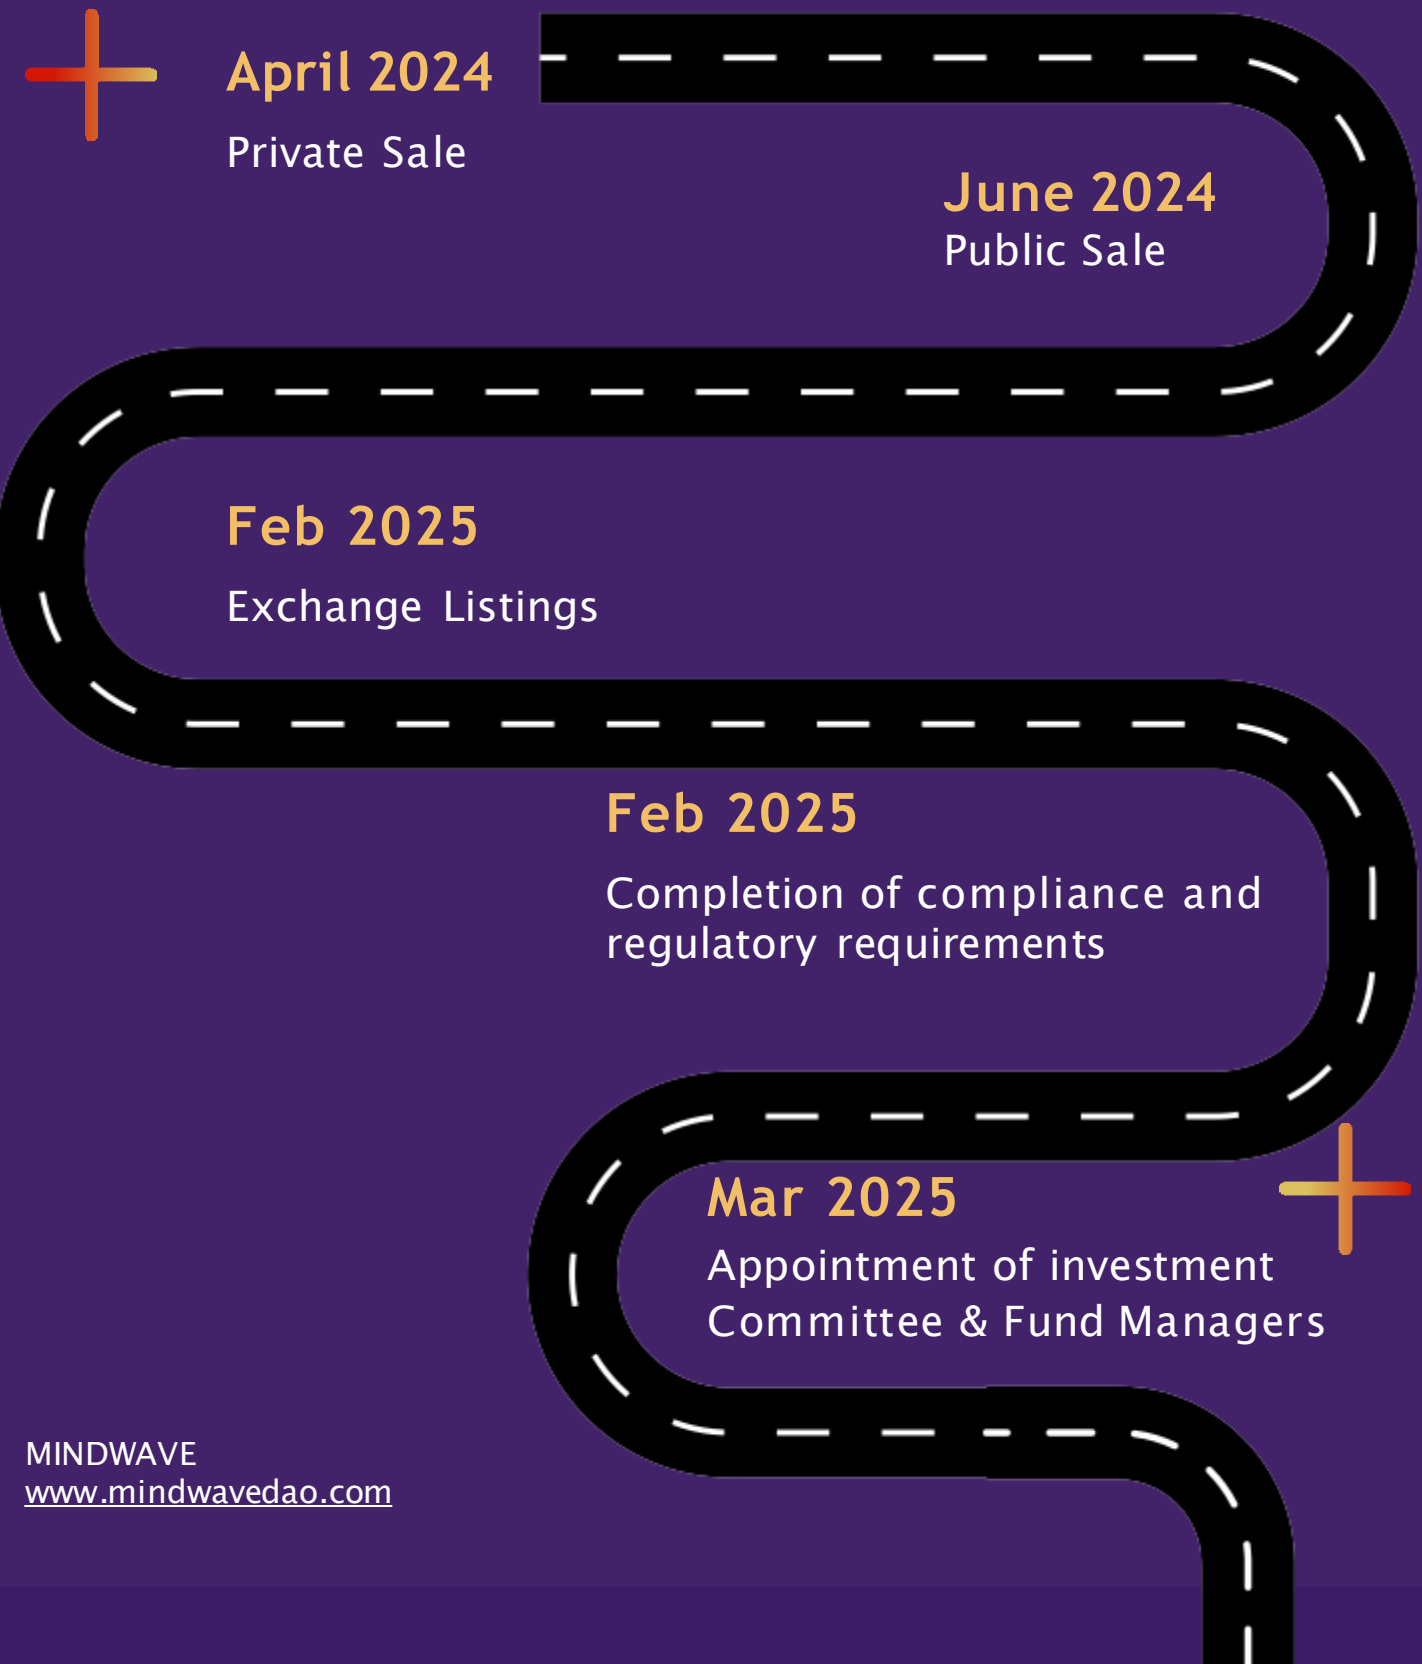 April 2024
Private Sale
June 2024
Public Sale
Feb 2025
Exchange Listings
Feb 2025
Completion of compliance and
regulatory requirements
Mar 2025
Appointment of investment
Committee & Fund Managers
MINDWAVE
www.mindwavedao.com